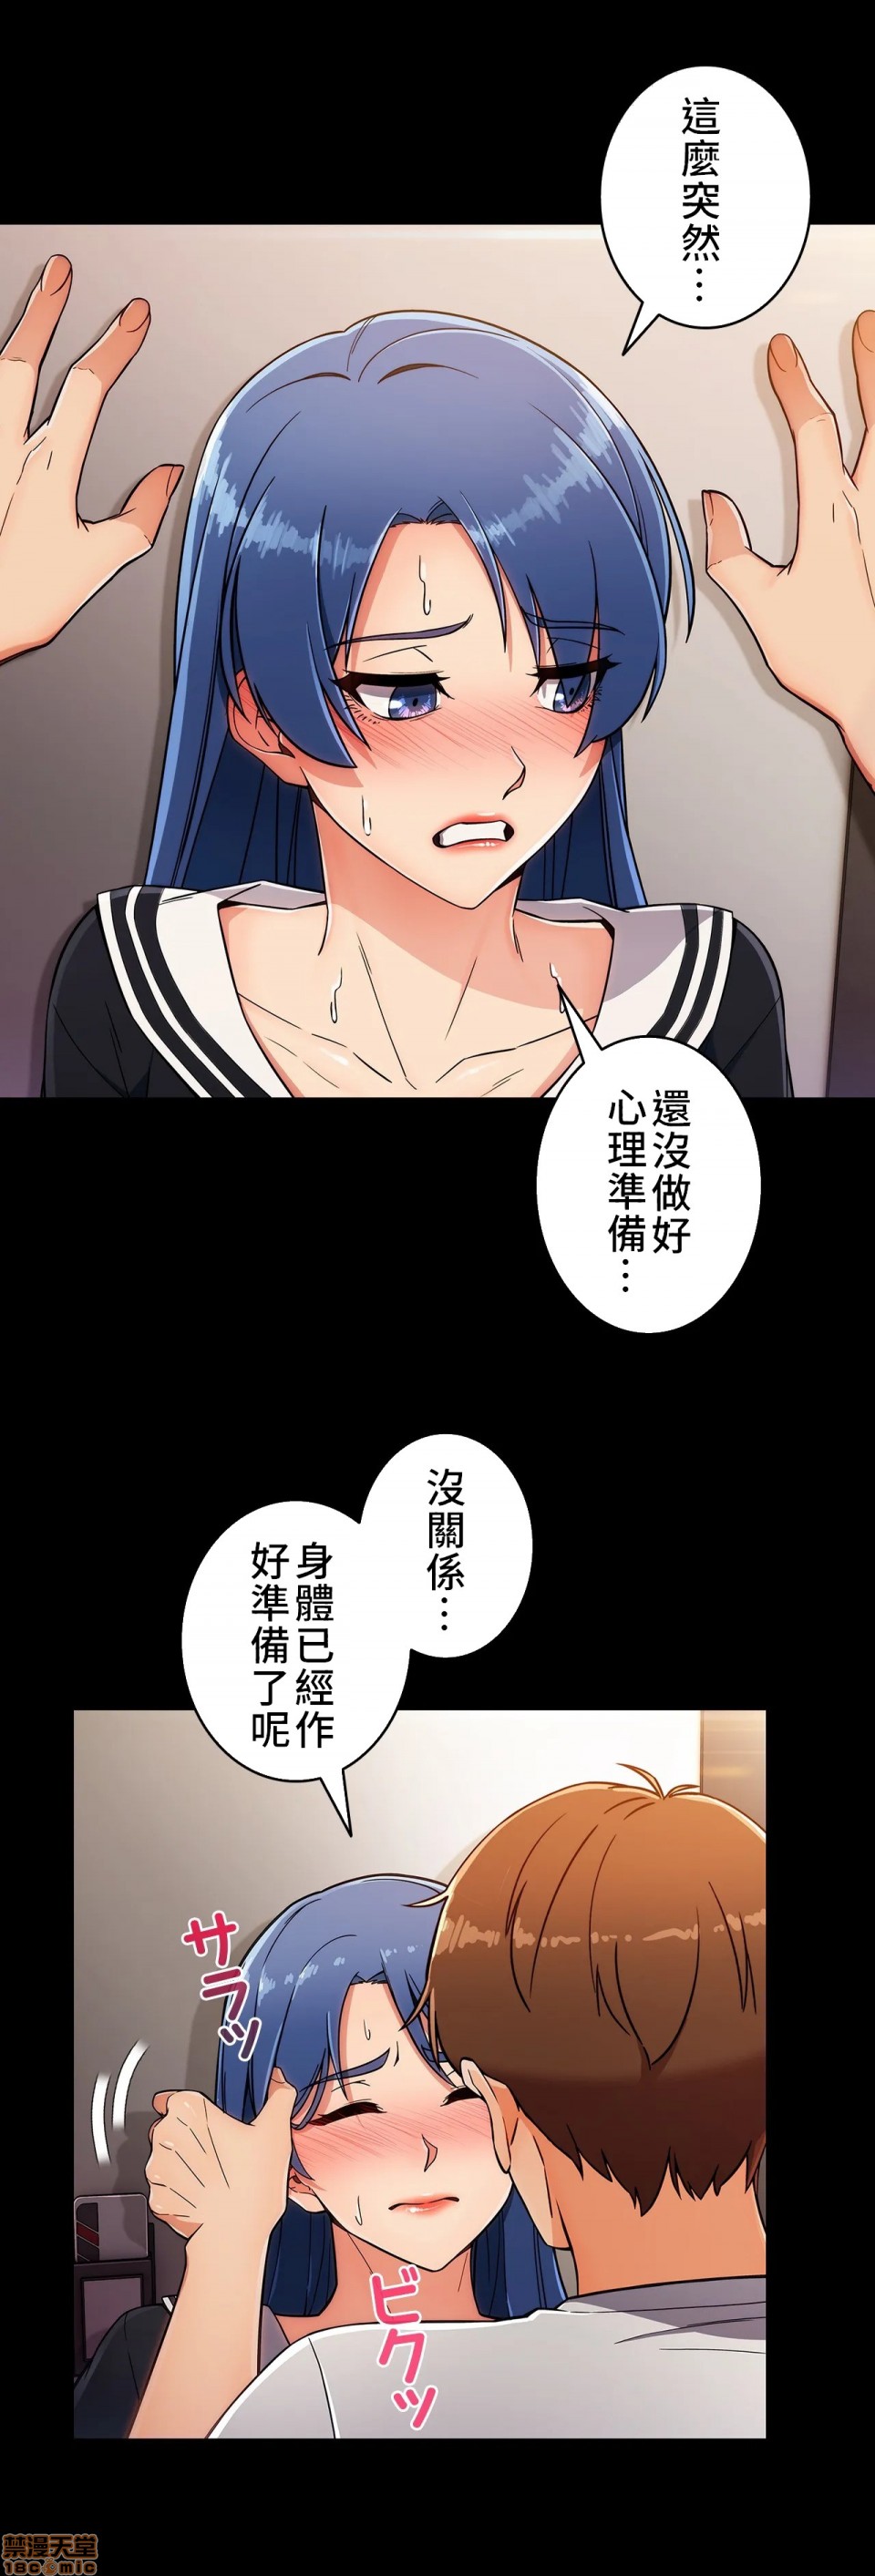 這麼突然…
還沒做好
心理準備…
沒關係…
身體已經作
好準備了呢
サラッ
ビクッ
禁漫天堂
18comic